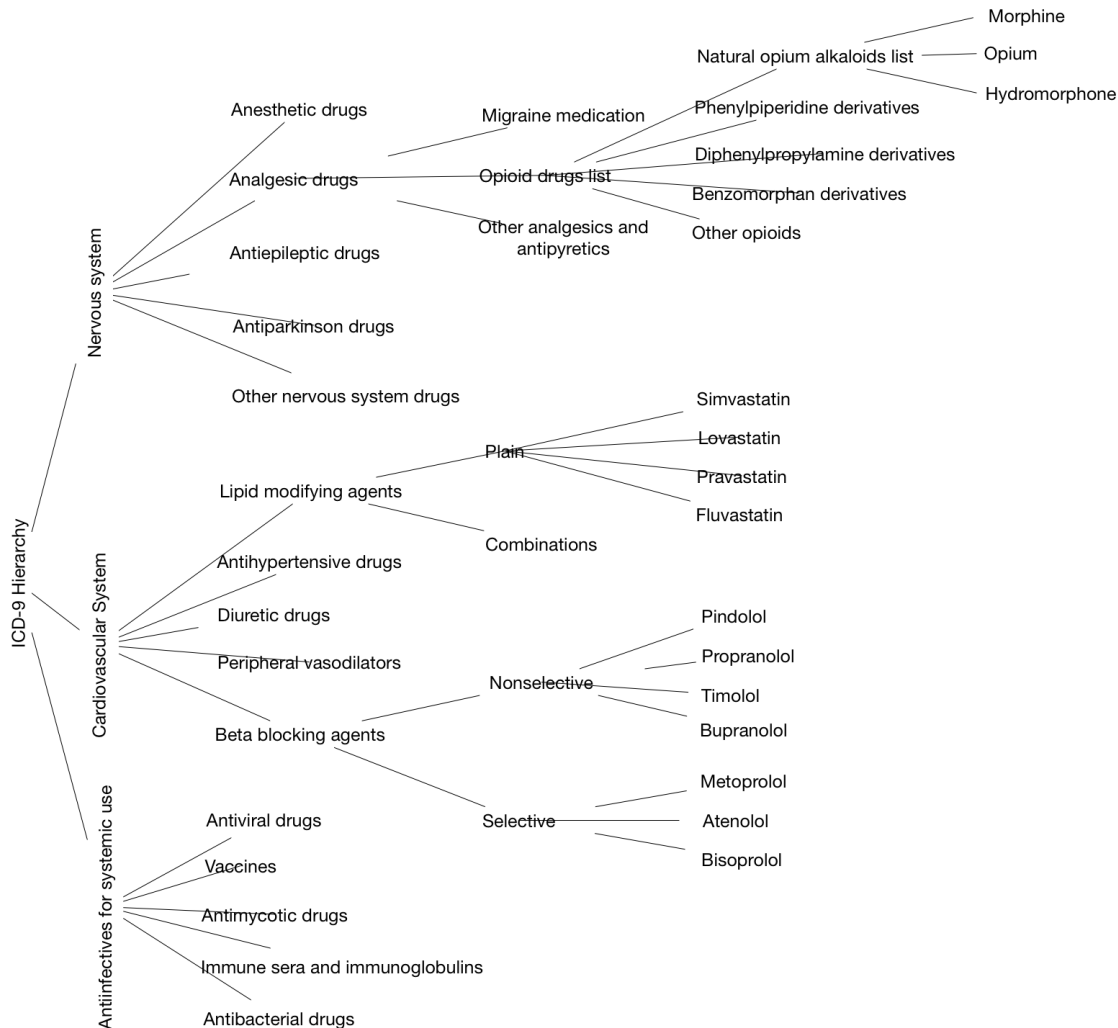 ICD-9 Hierarchy
Nervous system
Anesthetic drugs
Analgesic drugs
Migraine medication
Opioid drugs list
Natural opium alkaloids list
Morphine
Opium
Hydromorphone
Phenylpiperidine derivatives
Diphenylpropylamine derivatives
Benzomorphan derivatives
Other opioids
Other analgesics and
antipyretics
Antiepileptic drugs
Antiparkinson drugs
Other nervous system drugs
Cardiovascular System
Lipid modifying agents
Plain
Simvastatin
Lovastatin
Pravastatin
Fluvastatin
Combinations
Antihypertensive drugs
Diuretic drugs
Peripheral vasodilators
Beta blocking agents
Nonselective
Pindolol
Propranolol
Timolol
Bupranolol
Selective
Metoprolol
Atenolol
Bisoprolol
Antiinfectives for systemic use
Antiviral drugs
Vaccines
Antimycotic drugs
Immune sera and immunoglobulins
Antibacterial drugs